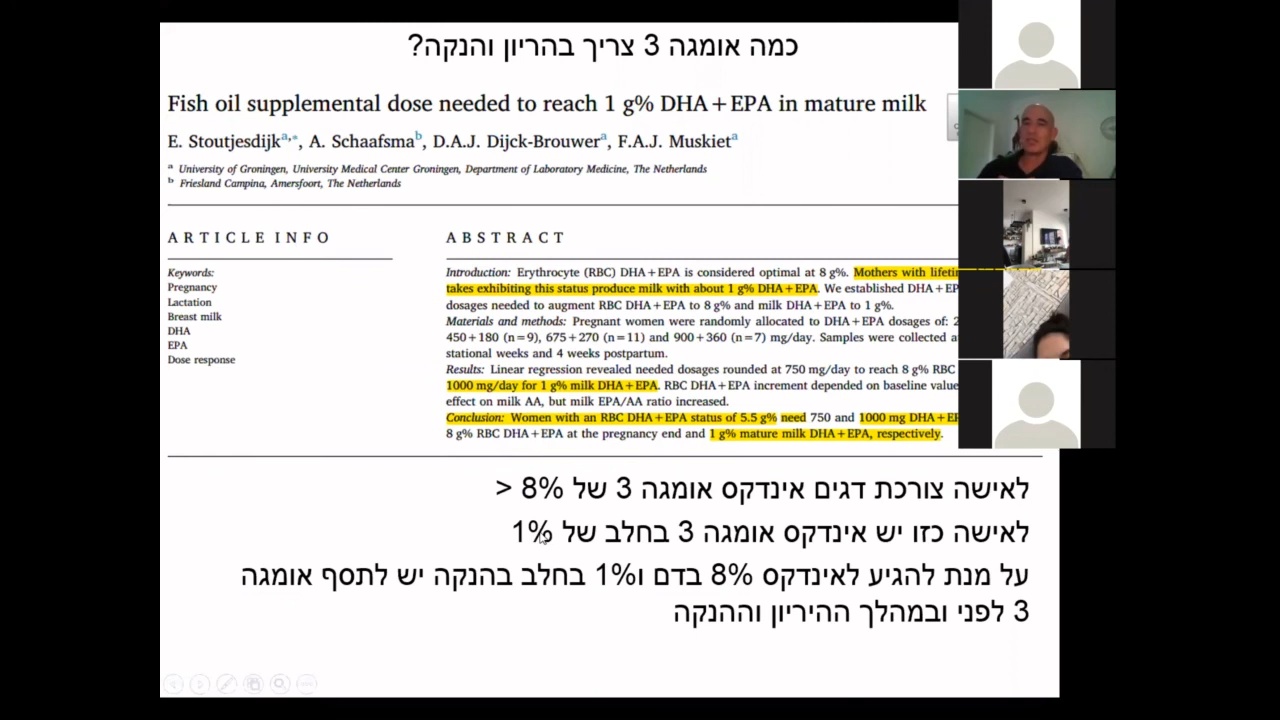 כמה אומגה 3 צריך בהריון והנקה?
Fish oil supplemental dose needed to reach 1 g% DHA+EPA in mature milk
E. Stoutjesdijkᵃ,*, A. Schaafsmaᵇ, D.A.J. Dijck-Brouwerᵃ, F.A.J. Muskietᵃ
ᵃ University of Groningen, University Medical Center Groningen, Department of Laboratory Medicine, The Netherlands
ᵇ Friesland Campina, Amersfoort, The Netherlands
ARTICLE INFO
Keywords:
Pregnancy
Lactation
Breast milk
DHA
EPA
Dose response
ABSTRACT
Introduction: Erythrocyte (RBC) DHA+EPA is considered optimal at 8 g%. Mothers with
takes exhibiting this status produce milk with about 1 g% DHA+EPA. We established
dosages needed to augment RBC DHA+EPA to 8 g% and milk DHA+EPA to 1 g%.
Materials and methods: Pregnant women were randomly allocated to DHA+EPA dosages of:
450+180 (n=9), 675+270 (n=11) and 900+360 (n=7) mg/day. Samples were collected
stational weeks and 4 weeks postpartum.
Results: Linear regression revealed needed dosages rounded at 750 mg/day to reach 8 g% RBC
1000 mg/day for 1 g% milk DHA+EPA. RBC DHA+EPA increment depended on baseline
effect on milk AA, but milk EPA/AA ratio increased.
Conclusion: Women with an RBC DHA+EPA status of 5.5 g% need 750 and 1000 mg
8 g% RBC DHA+EPA at the pregnancy end and 1 g% mature milk DHA+EPA, respectively.
לאישה צורכת דגים אינדקס אומגה 3 של 8% <
לאישה כזו יש אינדקס אומגה 3 בחלב של 1%
על מנת להגיע לאינדקס 8% בדם ו1% בחלב בהנקה יש לתסף אומגה
3 לפני ובמהלך ההיריון וההנקה